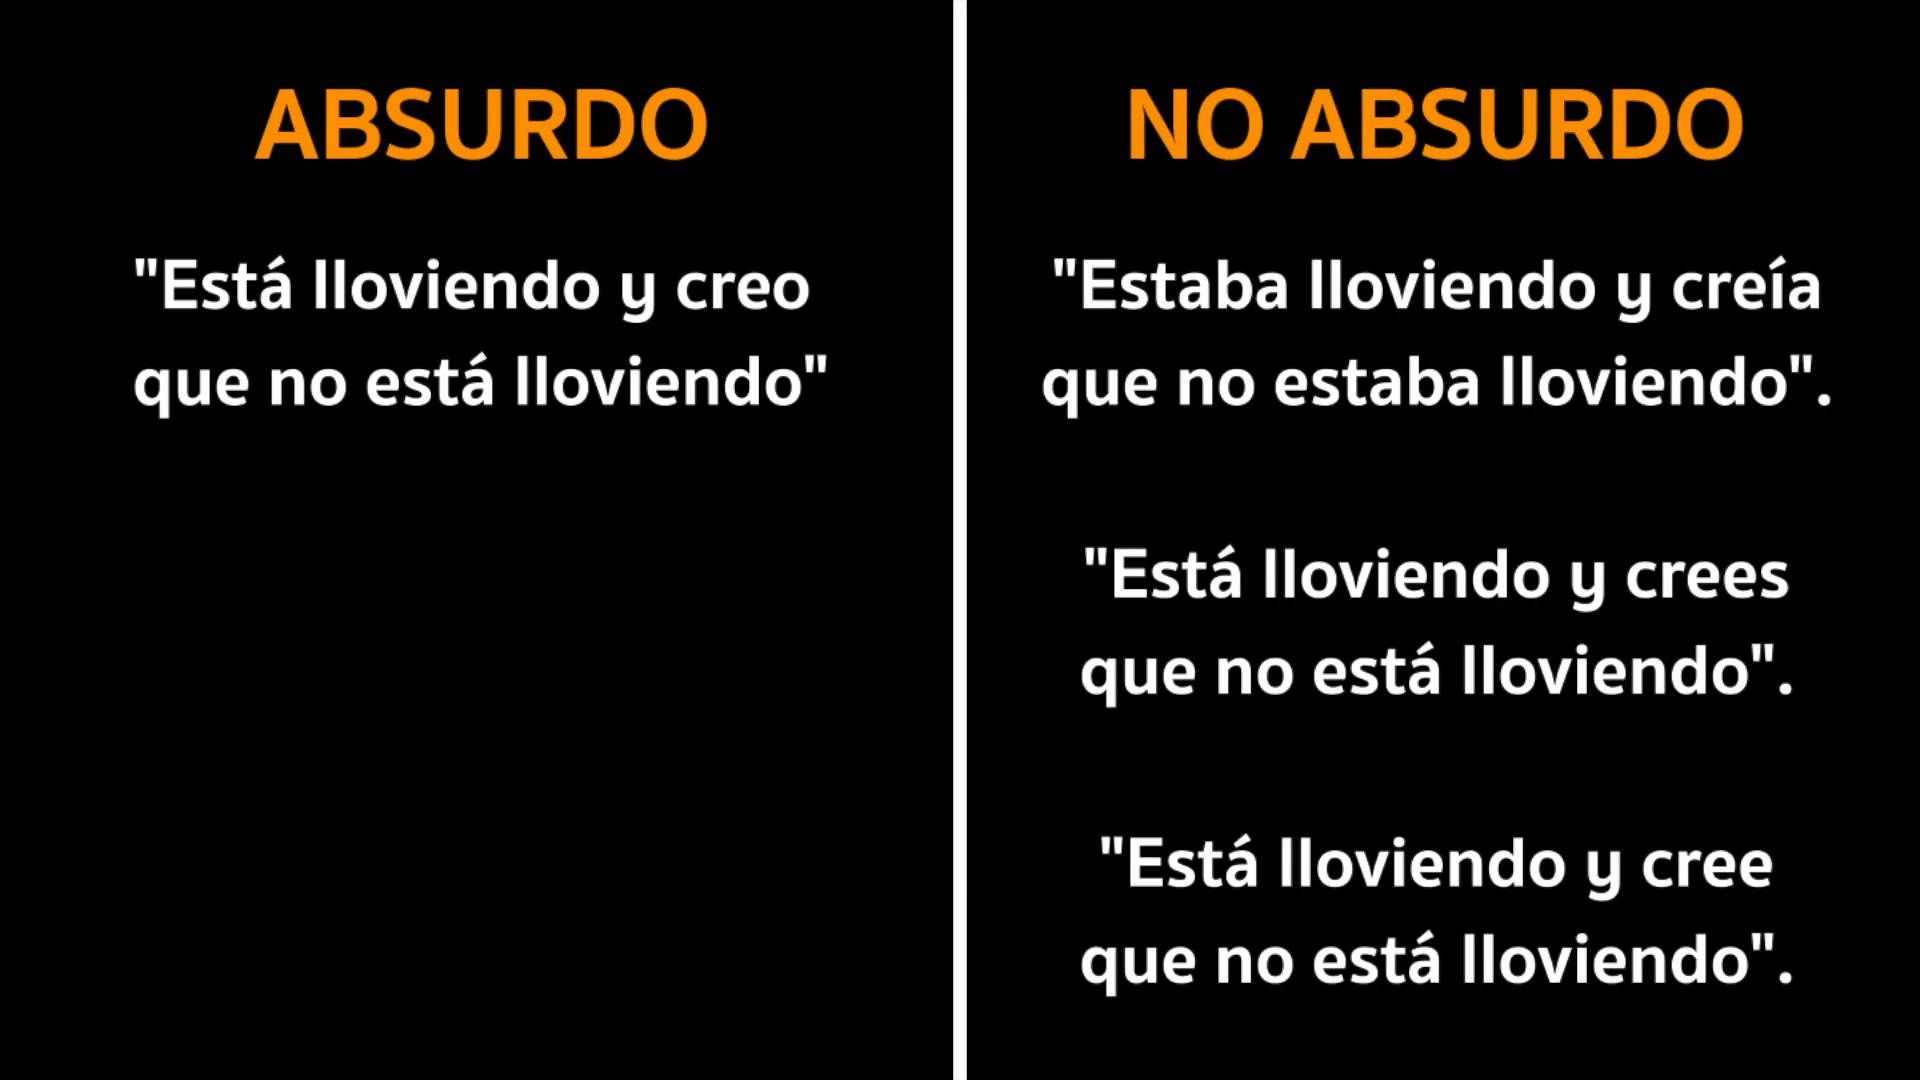 ABSURDO
"Está lloviendo y creo
que no está lloviendo"
NO ABSURDO
"Estaba lloviendo y creía
que no estaba lloviendo".
"Está lloviendo y crees
que no está lloviendo".
"Está lloviendo y cree
que no está lloviendo".